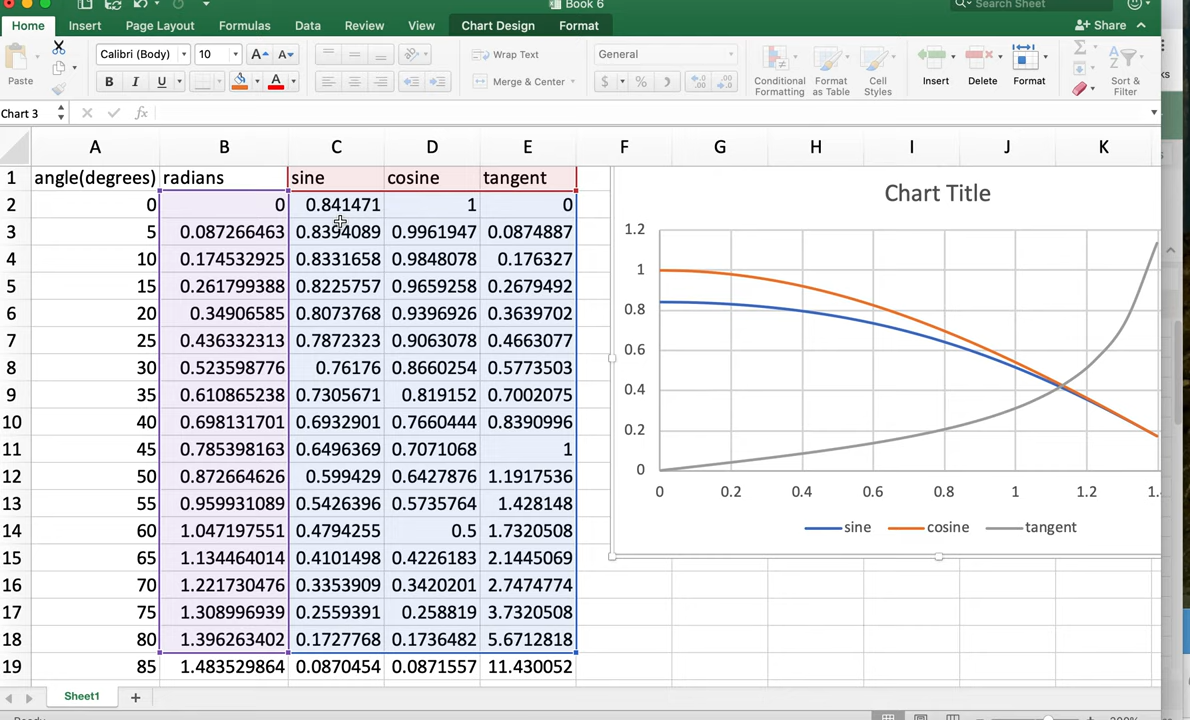 Book 6
Search Sheet
Home Insert Page Layout Formulas Data Review View Chart Design Format
Share
Calibri (Body) 10 A A Wrap Text General Insert Delete Format
Paste B I U A Merge & Center $ % Conditional Formatting Format as Table Cell Styles Sort & Filter
Chart 3 fx
A B C D E F G H I J K
1 angle(degrees) radians sine cosine tangent
2 0 0 0.841471 1 0
3 5 0.087266463 0.8394089 0.9961947 0.0874887
4 10 0.174532925 0.8331658 0.9848078 0.176327
5 15 0.261799388 0.8225757 0.9659258 0.2679492
6 20 0.34906585 0.8073768 0.9396926 0.3639702
7 25 0.436332313 0.7872323 0.9063078 0.4663077
8 30 0.523598776 0.76176 0.8660254 0.5773503
9 35 0.610865238 0.7305671 0.819152 0.7002075
10 40 0.698131701 0.6932901 0.7660444 0.8390996
11 45 0.785398163 0.6496369 0.7071068 1
12 50 0.872664626 0.599429 0.6427876 1.1917536
13 55 0.959931089 0.5426396 0.5735764 1.428148
14 60 1.047197551 0.4794255 0.5 1.7320508
15 65 1.134464014 0.4101498 0.4226183 2.1445069
16 70 1.221730476 0.3353909 0.3420201 2.7474774
17 75 1.308996939 0.2559391 0.258819 3.7320508
18 80 1.396263402 0.1727768 0.1736482 5.6712818
19 85 1.483529864 0.0870454 0.0871557 11.430052
Chart Title
1.2
1
0.8
0.6
0.4
0.2
0
0 0.2 0.4 0.6 0.8 1 1.2
sine cosine tangent
Sheet1 +